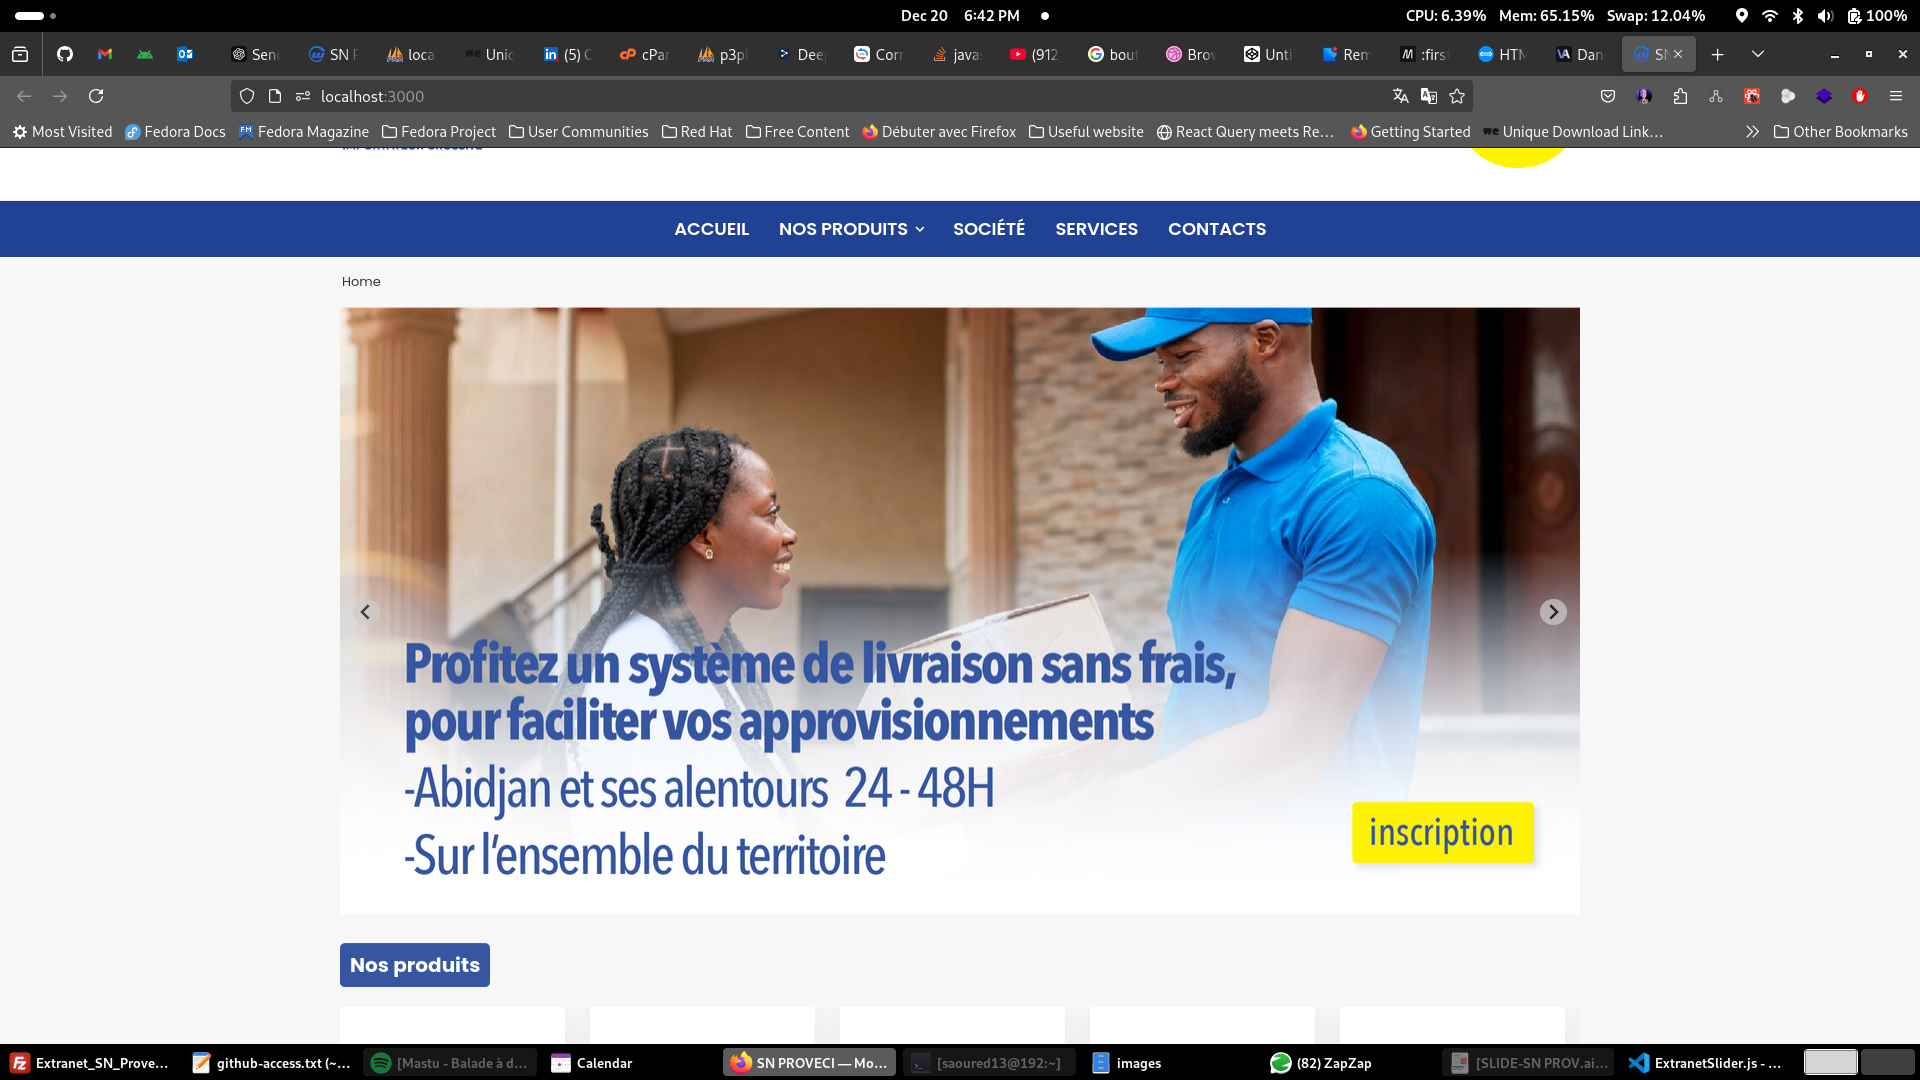 Dec 20 6:42 PM
CPU: 6.39% Mem: 65.15% Swap: 12.04% 100%
Sen SN F loca Uniq (5) C cPar p3pl Dee Corr java (912 bout Brov Unti Rem :firs HTM Dan SN
localhost:3000
Most Visited Fedora Docs Fedora Magazine Fedora Project User Communities Red Hat Free Content Débuter avec Firefox Useful website React Query meets Re... Getting Started Unique Download Link... Other Bookmarks
ACCUEIL NOS PRODUITS SOCIÉTÉ SERVICES CONTACTS
Home
Profitez un système de livraison sans frais,
pour faciliter vos approvisionnements
-Abidjan et ses alentours 24 - 48H
-Sur l'ensemble du territoire
inscription
Nos produits
Extranet_SN_Prove... github-access.txt (~... [Mastu - Balade à d... Calendar SN PROVECI — Mo... [saoured13@192:~] images (82) ZapZap [SLIDE-SN PROV.ai... ExtranetSlider.js - ...